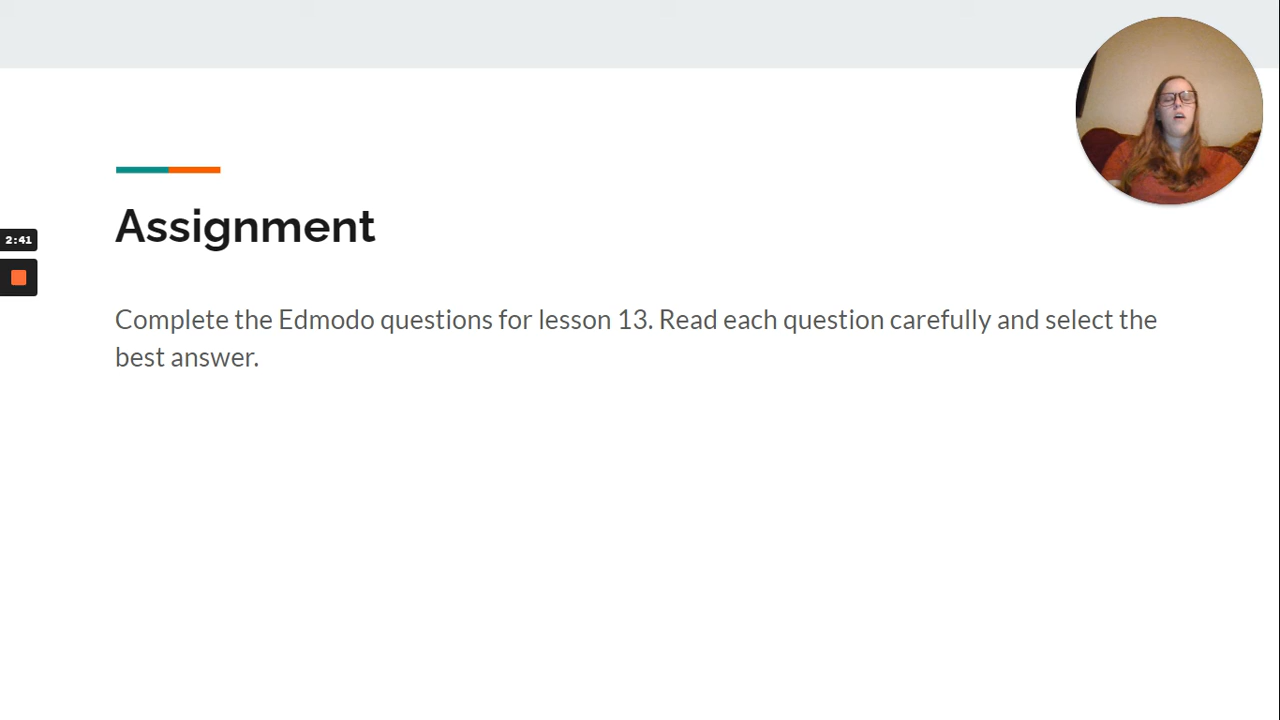 Assignment
2:41
Complete the Edmodo questions for lesson 13. Read each question carefully and select the
best answer.